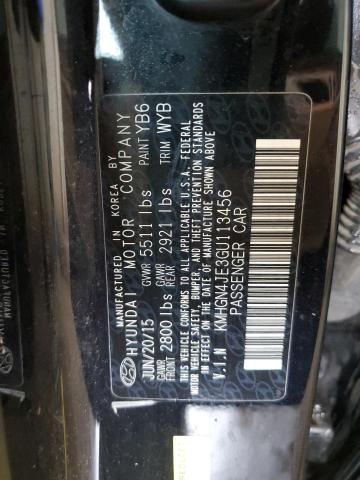 MANUFACTURED IN KOREA BY
HYUNDAI MOTOR COMPANY
JUN/20/15 GVWR 5511 lbs PAINT YB6
GAWR FRONT 2800 lbs GAWR REAR 2921 lbs TRIM WYB
THIS VEHICLE CONFORMS TO ALL APPLICABLE U.S.A. FEDERAL
MOTOR VEHICLE SAFETY, BUMPER, AND THEFT PREVENTION STANDARDS
IN EFFECT ON THE DATE OF MANUFACTURE SHOWN ABOVE
V.I.N KMHGN4JE3GU113456
PASSENGER CAR